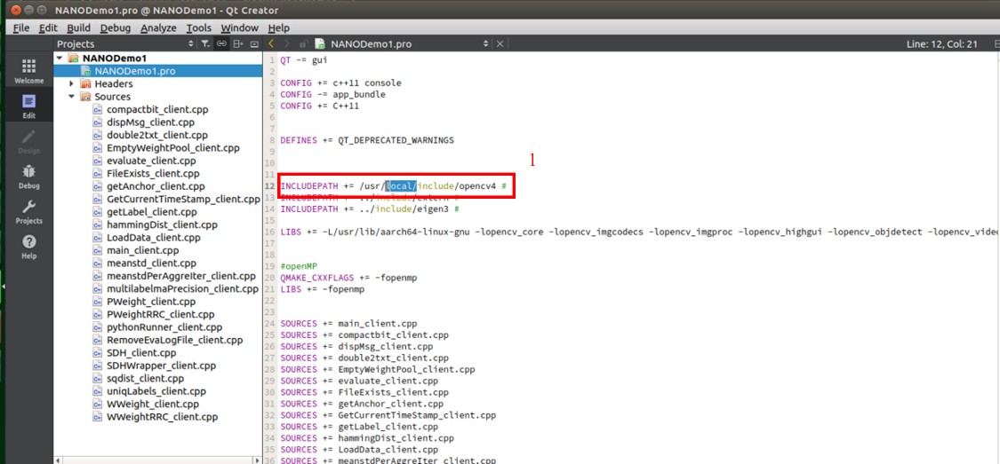 NANODemo1.pro @ NANODemo1 - Qt Creator
File Edit Build Debug Analyze Tools Window Help
Projects
NANODemo1.pro
Line: 12, Col: 21
Welcome
Edit
Design
Debug
Projects
Help
NANODemo1
NANODemo1.pro
Headers
Sources
compactbit_client.cpp
dispMsg_client.cpp
double2txt_client.cpp
EmptyWeightPool_client.cpp
evaluate_client.cpp
FileExists_client.cpp
getAnchor_client.cpp
GetCurrentTimeStamp_client.cpp
getLabel_client.cpp
hammingDist_client.cpp
LoadData_client.cpp
main_client.cpp
meanstd_client.cpp
meanstdPerAggreIter_client.cpp
multilabelmaPrecision_client.cpp
PWeight_client.cpp
PWeightRRC_client.cpp
pythonRunner_client.cpp
RemoveEvaLogFile_client.cpp
SDH_client.cpp
SDHWrapper_client.cpp
sqdist_client.cpp
uniqLabels_client.cpp
WWeight_client.cpp
WWeightRRC_client.cpp
1 QT -= gui
2
3 CONFIG += c++11 console
4 CONFIG -= app_bundle
5 CONFIG += C++11
6
7
8 DEFINES += QT_DEPRECATED_WARNINGS
9
10
1
11
12 INCLUDEPATH += /usr/local/include/opencv4 #
13 INCLUDEPATH += ../include/extern #
14 INCLUDEPATH += ../include/eigen3 #
15
16 LIBS += -L/usr/lib/aarch64-linux-gnu -lopencv_core -lopencv_imgcodecs -lopencv_imgproc -lopencv_highgui -lopencv_objdetect -lopencv_video
17
18
19 #openMP
20 QMAKE_CXXFLAGS += -fopenmp
21 LIBS += -fopenmp
22
23
24 SOURCES += main_client.cpp
25 SOURCES += compactbit_client.cpp
26 SOURCES += dispMsg_client.cpp
27 SOURCES += double2txt_client.cpp
28 SOURCES += EmptyWeightPool_client.cpp
29 SOURCES += evaluate_client.cpp
30 SOURCES += FileExists_client.cpp
31 SOURCES += getAnchor_client.cpp
32 SOURCES += GetCurrentTimeStamp_client.cpp
33 SOURCES += getLabel_client.cpp
34 SOURCES += hammingDist_client.cpp
35 SOURCES += LoadData_client.cpp
36 SOURCES += meanstdPerAggreIter_client.cpp